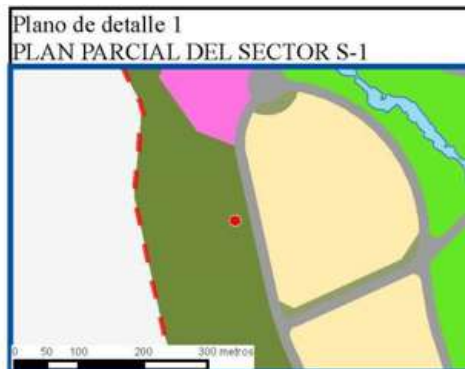 Plano de detalle 1
PLAN PARCIAL DEL SECTOR S-1
0 50 100 200 300 metros